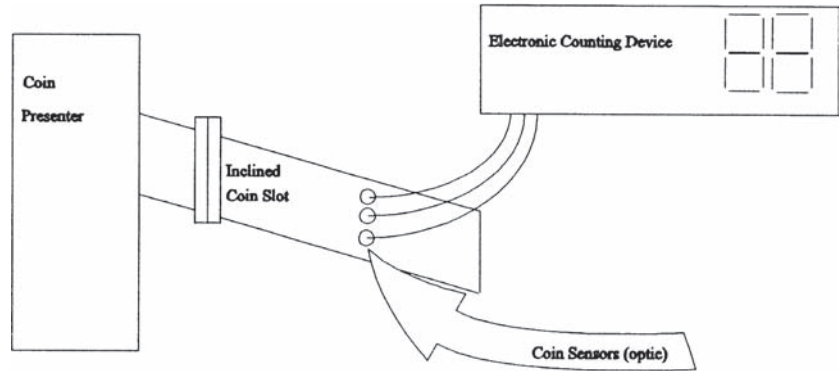 Electronic Counting Device
Coin
Presenter
Inclined
Coin Slot
Coin Sensors (optic)